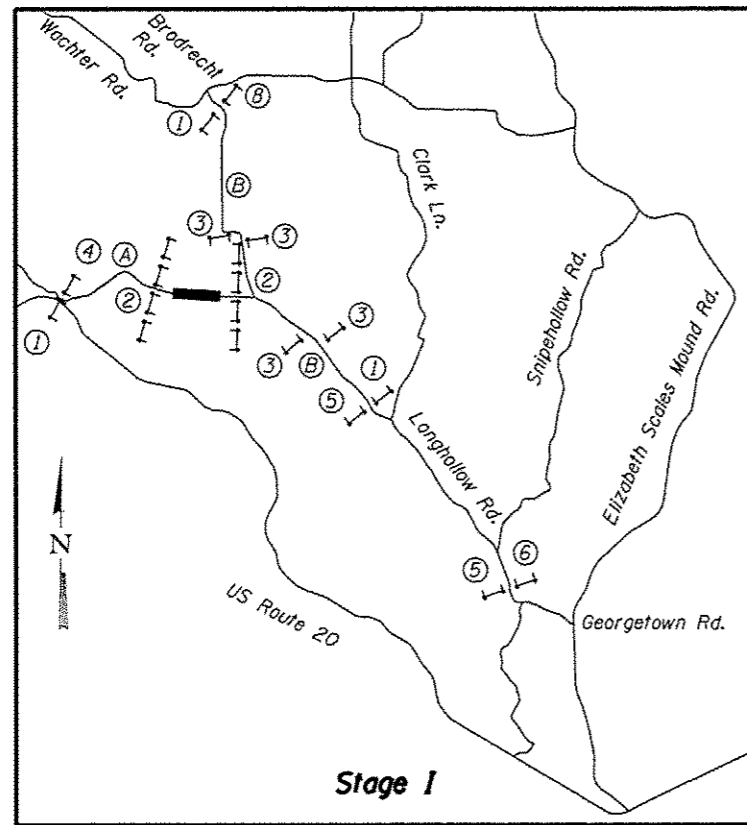 Brodrecht
Rd.
Wachter Rd.
8
1
B
Clark Ln.
3
3
4
A
2
2
1
3
3
B
1
5
Snipehollow Rd.
Elizabeth Scales Mound Rd.
Longhollow Rd.
N
6
5
US Route 20
Georgetown Rd.
Stage I